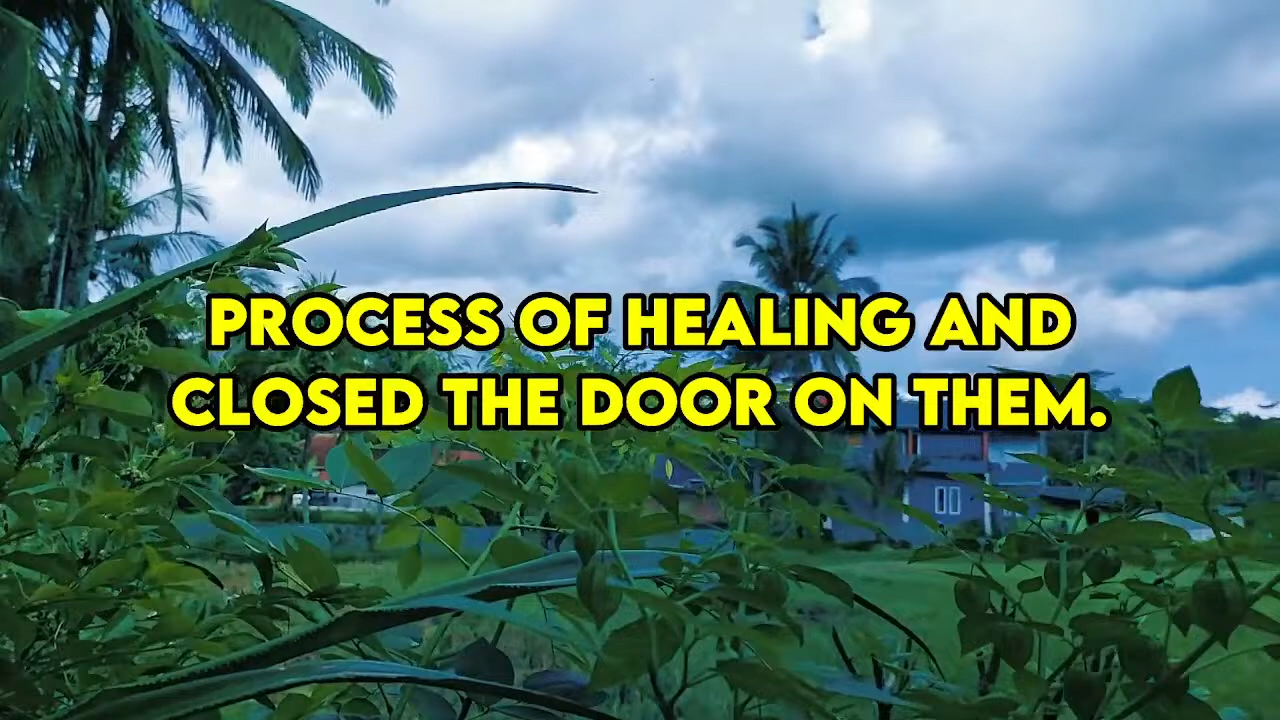 PROCESS OF HEALING AND
CLOSED THE DOOR ON THEM.